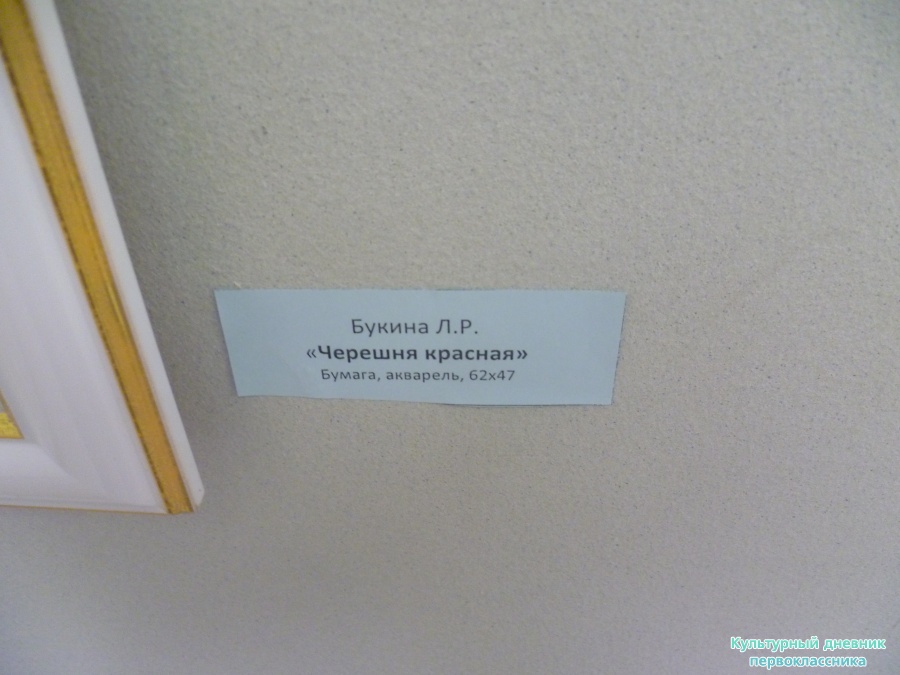 Букина Л.Р.
«Черешня красная»
Бумага, акварель, 62х47
Культурный дневник
первоклассника